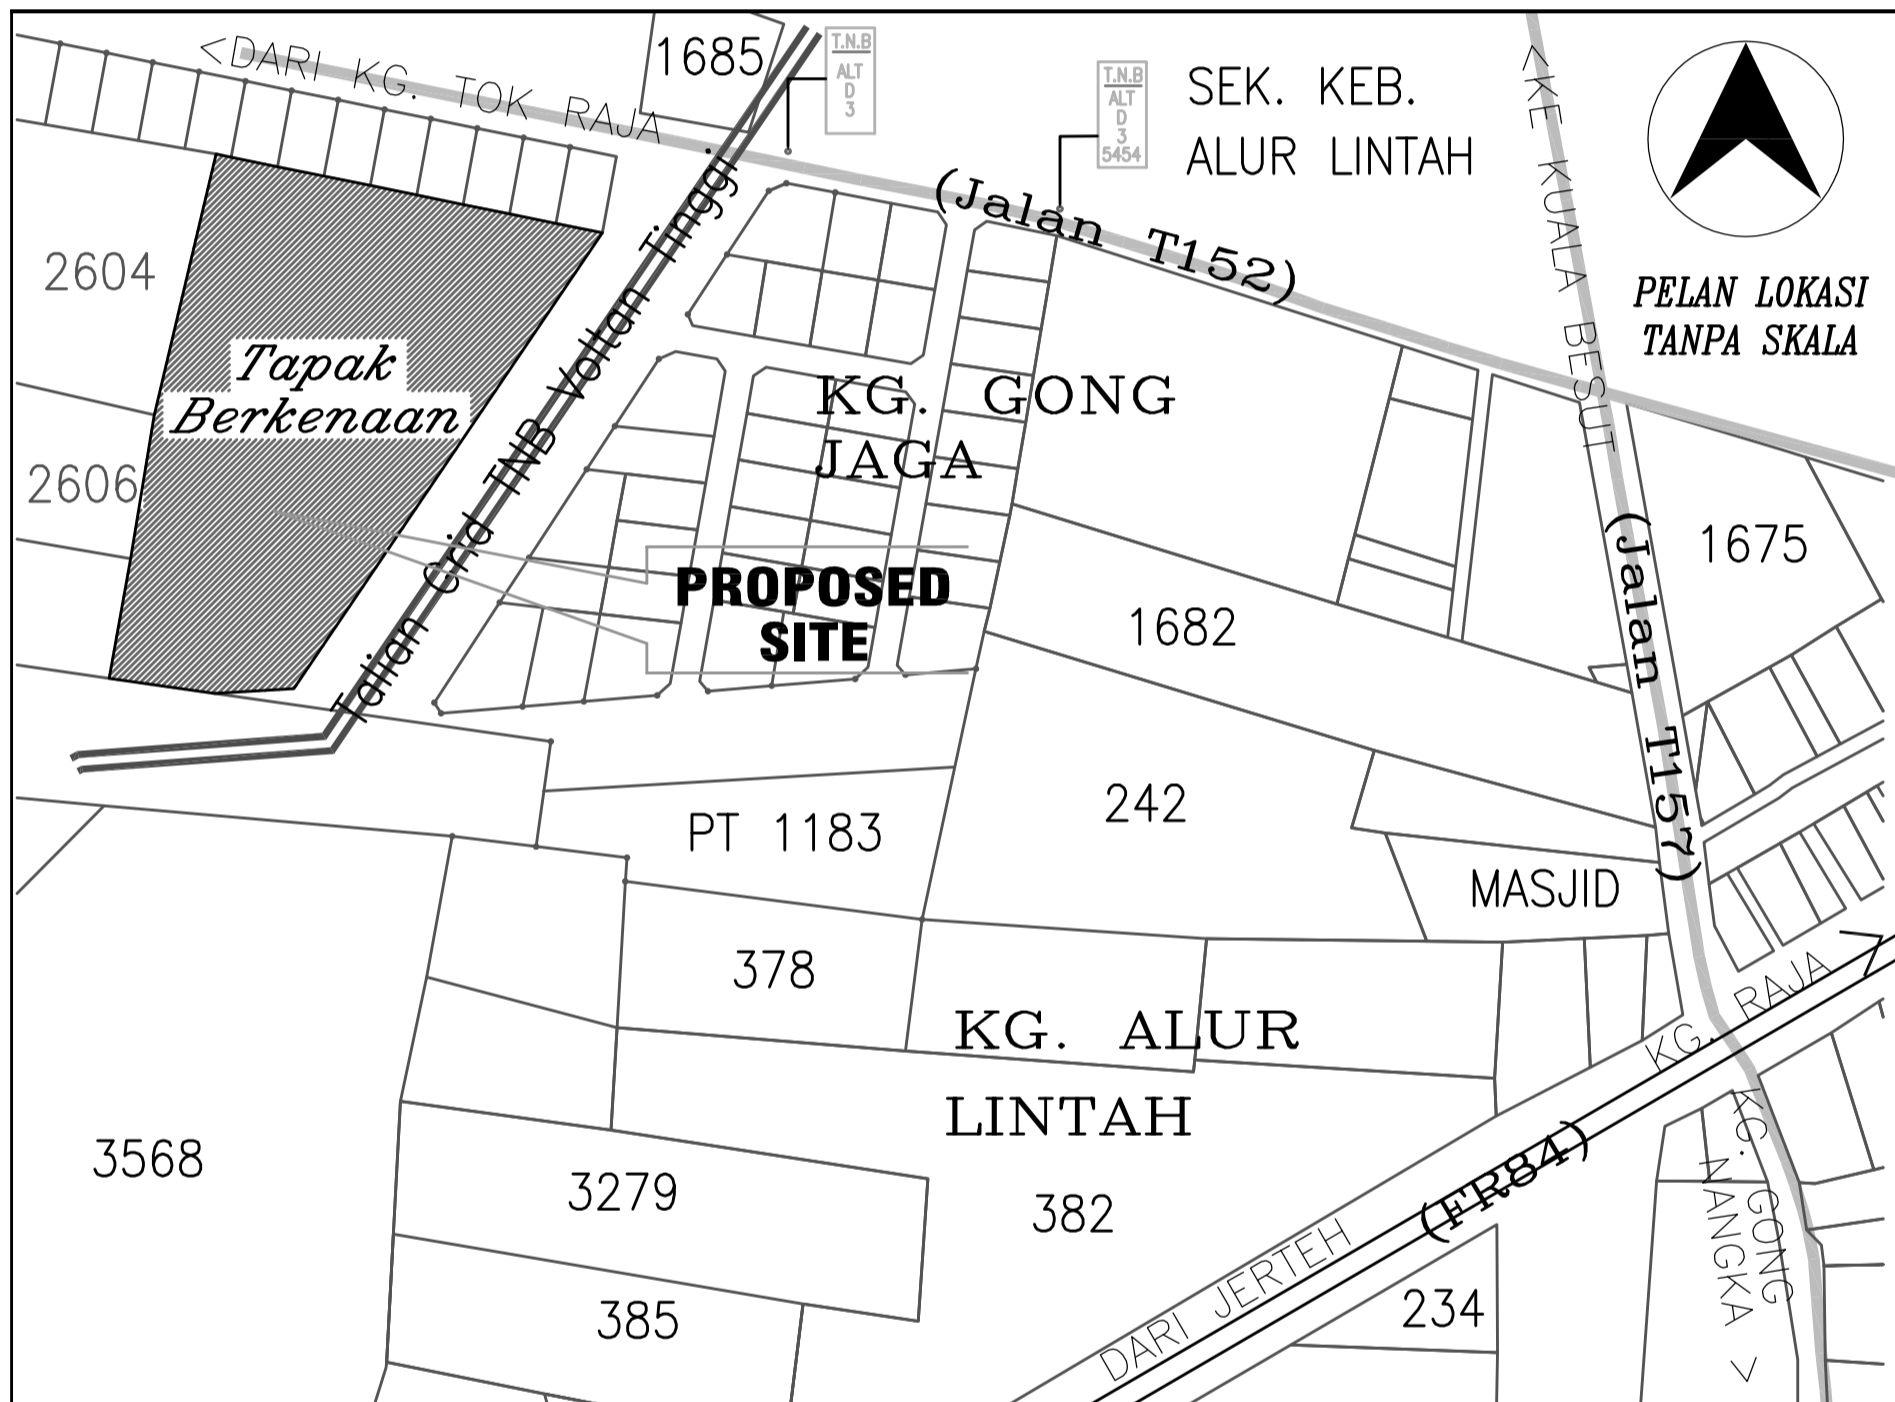 <DARI KG. TOK RAJA
1685
T.N.B
ALT
D
3
T.N.B
ALT
D
3
5454
SEK. KEB.
ALUR LINTAH
<KE KUALA BESUT
PELAN LOKASI
TANPA SKALA
(Jalan T152)
2604
Tapak
Berkenaan
2606
Talian Grid TNB Voltan Tinggi
KG. GONG
JAGA
PROPOSED
SITE
1682
1675
(Jalan T157)
PT 1183
242
MASJID
378
KG. ALUR
LINTAH
KG. RAJA >
3568
3279
382
385
DARI JERTEH
(FR84)
234
KG. GONG
NANGKA >